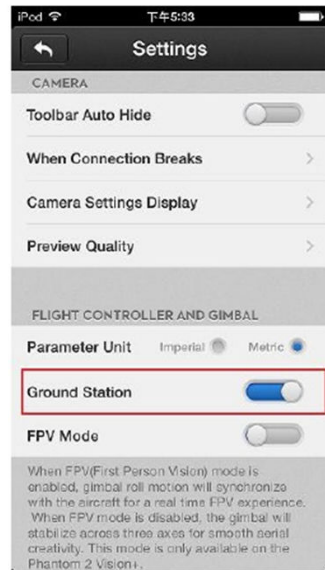 iPod 下午5:33
Settings
CAMERA
Toolbar Auto Hide
When Connection Breaks
Camera Settings Display
Preview Quality
FLIGHT CONTROLLER AND GIMBAL
Parameter Unit Imperial Metric
Ground Station
FPV Mode
When FPV(First Person Vision) mode is
enabled, gimbal roll motion will synchronize
with the aircraft for a real time FPV experience.
When FPV mode is disabled, the gimbal will
stabilize across three axes for smooth aerial
creativity. This mode is only available on the
Phantom 2 Vision+.